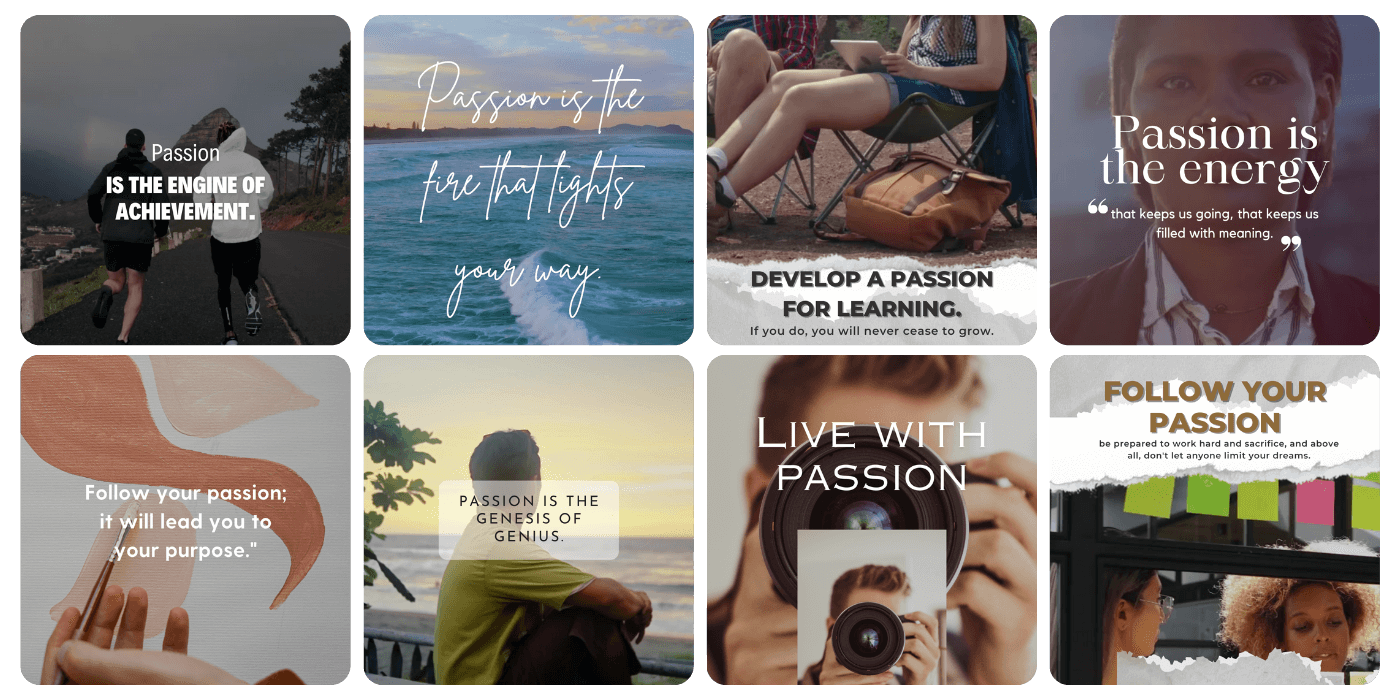 Passion
IS THE ENGINE OF
ACHIEVEMENT.
Passion is the
fire that lights
your way.
DEVELOP A PASSION
FOR LEARNING.
If you do, you will never cease to grow.
Passion is
the energy
“ that keeps us going, that keeps us
filled with meaning. ”
Follow your passion;
it will lead you to
your purpose."
PASSION IS THE
GENESIS OF
GENIUS.
LIVE WITH
PASSION
FOLLOW YOUR
PASSION
be prepared to work hard and sacrifice, and above
all, don't let anyone limit your dreams.